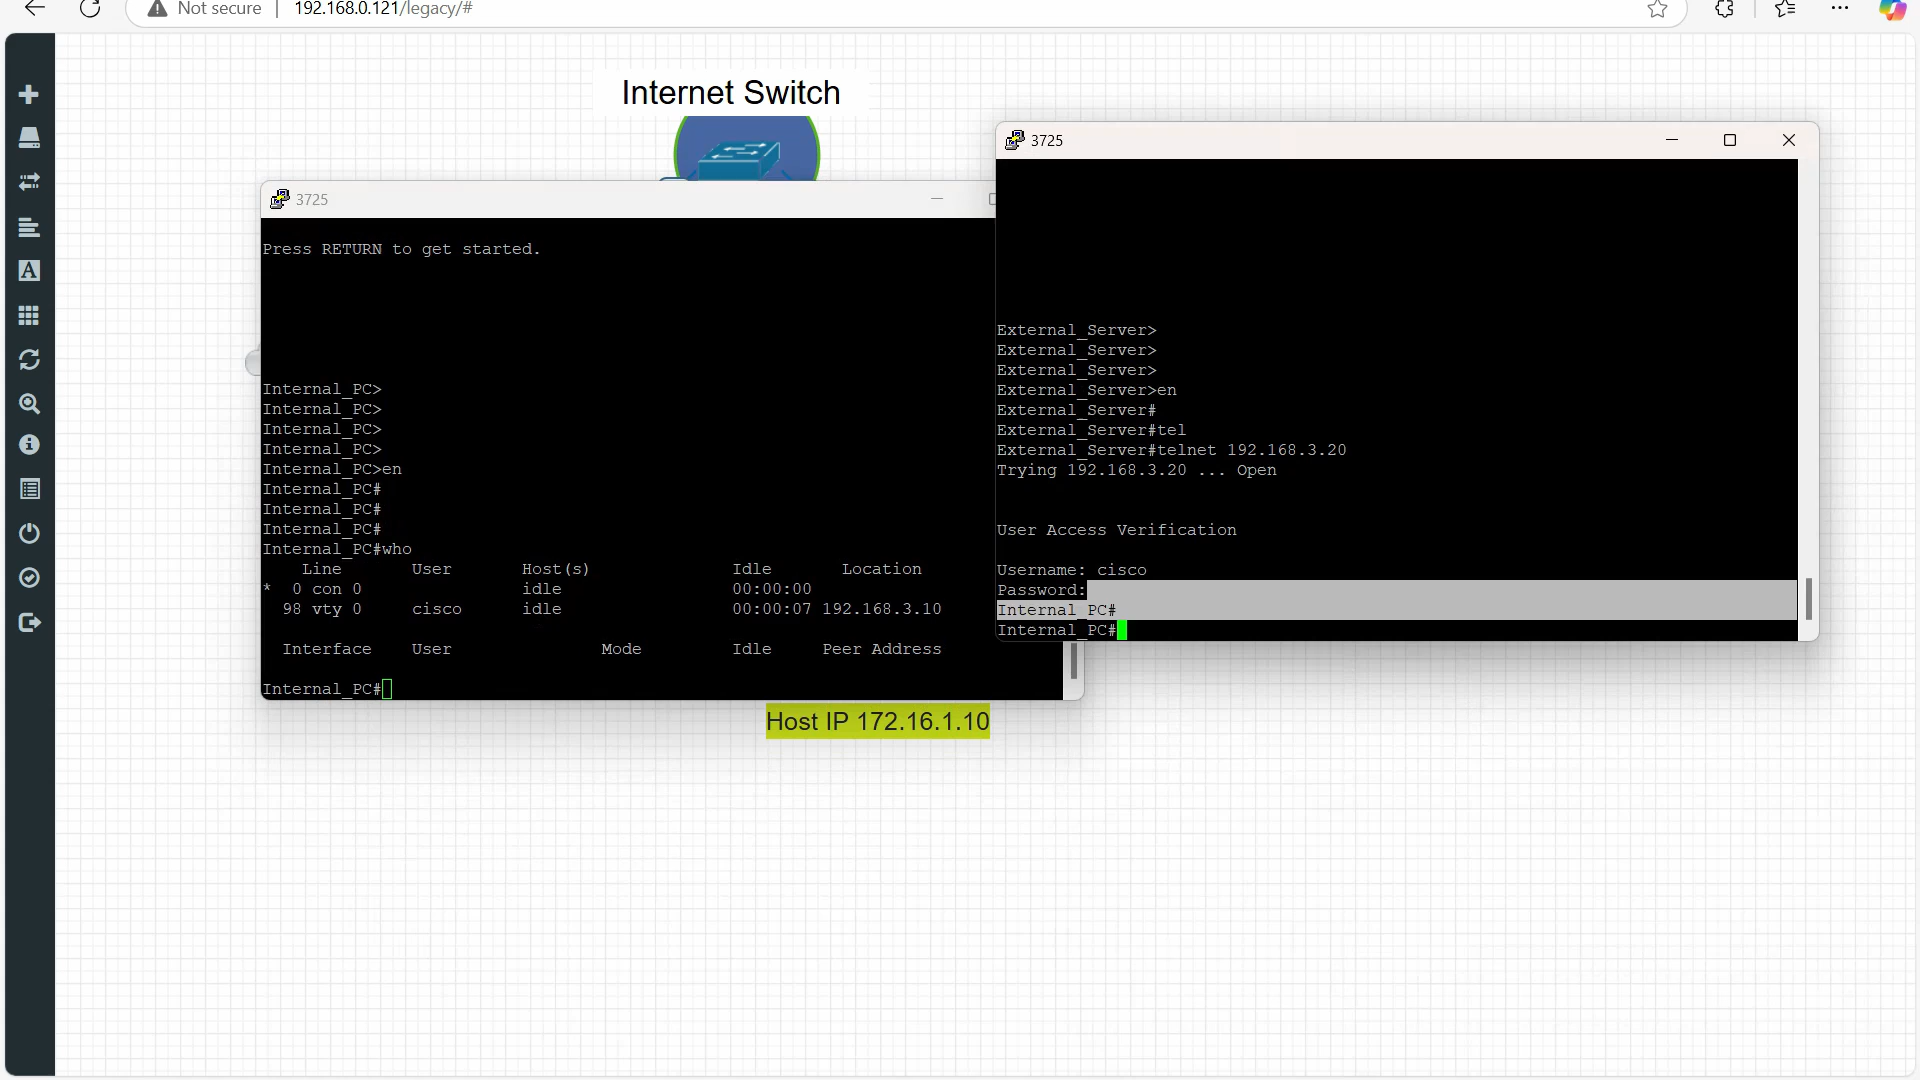 Not secure | 192.168.0.121/legacy/#
Internet Switch
3725
Press RETURN to get started.
Internal_PC>
Internal_PC>
Internal_PC>
Internal_PC>
Internal_PC>en
Internal_PC#
Internal_PC#
Internal_PC#
Internal_PC#who
Line User Host(s) Idle Location
* 0 con 0 idle 00:00:00
98 vty 0 cisco idle 00:00:07 192.168.3.10
Interface User Mode Idle Peer Address
Internal_PC#
3725
External_Server>
External_Server>
External_Server>
External_Server>en
External_Server#
External_Server#tel
External_Server#telnet 192.168.3.20
Trying 192.168.3.20 ... Open
User Access Verification
Username: cisco
Password:
Internal_PC#
Internal_PC#
Host IP 172.16.1.10